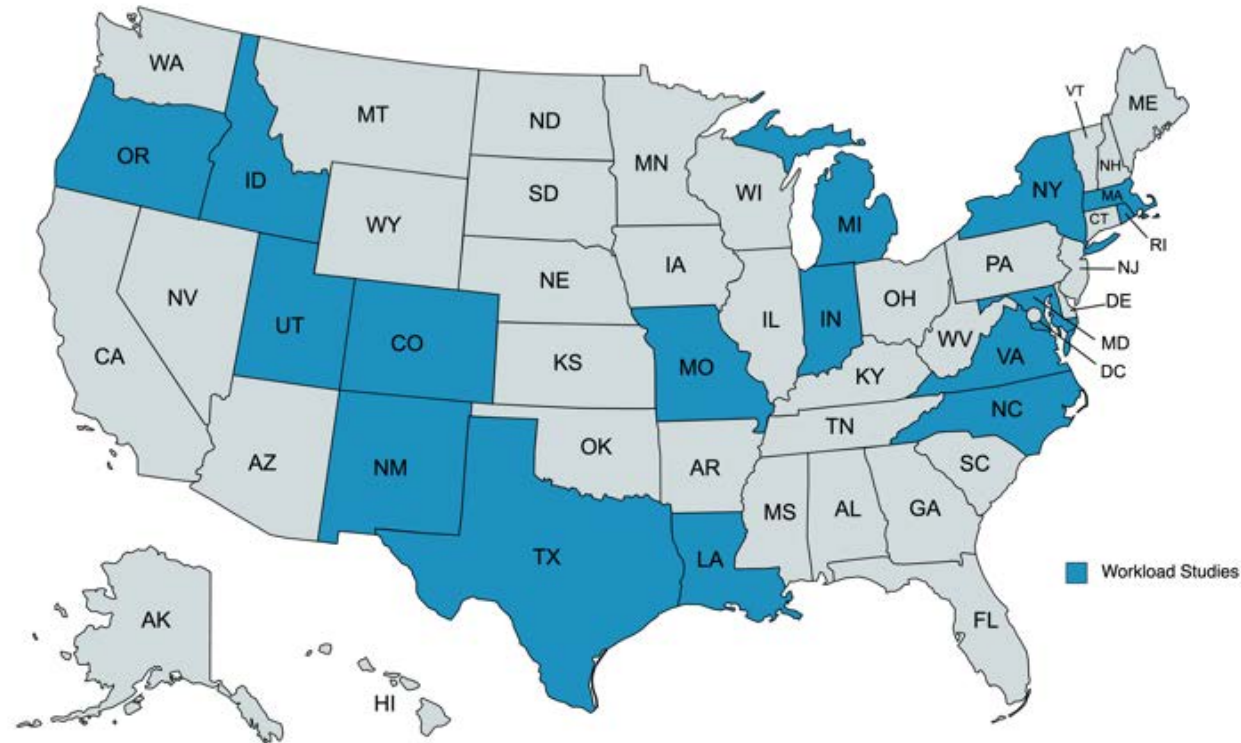 WA
MT
ND
MN
VT
ME
OR
ID
SD
WI
NH
NY
MA
WY
MI
CT
RI
IA
PA
NJ
NE
NV
OH
DE
IL
IN
UT
CO
WV
MD
KS
MO
VA
DC
CA
KY
NC
TN
OK
AZ
NM
AR
SC
MS
AL
GA
TX
LA
Workload Studies
AK
FL
HI